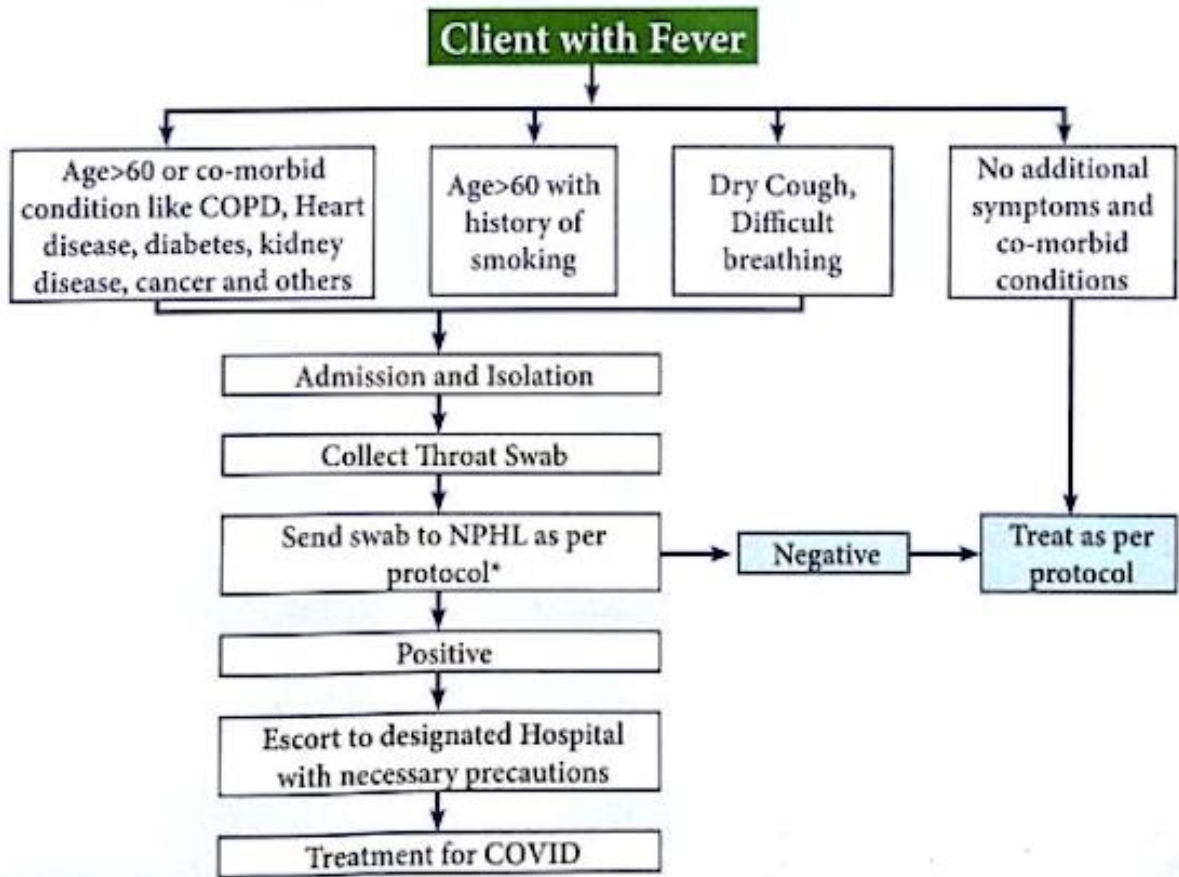 Client with Fever
Age>60 or co-morbid
condition like COPD, Heart
disease, diabetes, kidney
disease, cancer and others
Age>60 with
history of
smoking
Dry Cough,
Difficult
breathing
No additional
symptoms and
co-morbid
conditions
Admission and Isolation
Collect Throat Swab
Send swab to NPHL as per
protocol*
Negative
Treat as per
protocol
Positive
Escort to designated Hospital
with necessary precautions
Treatment for COVID